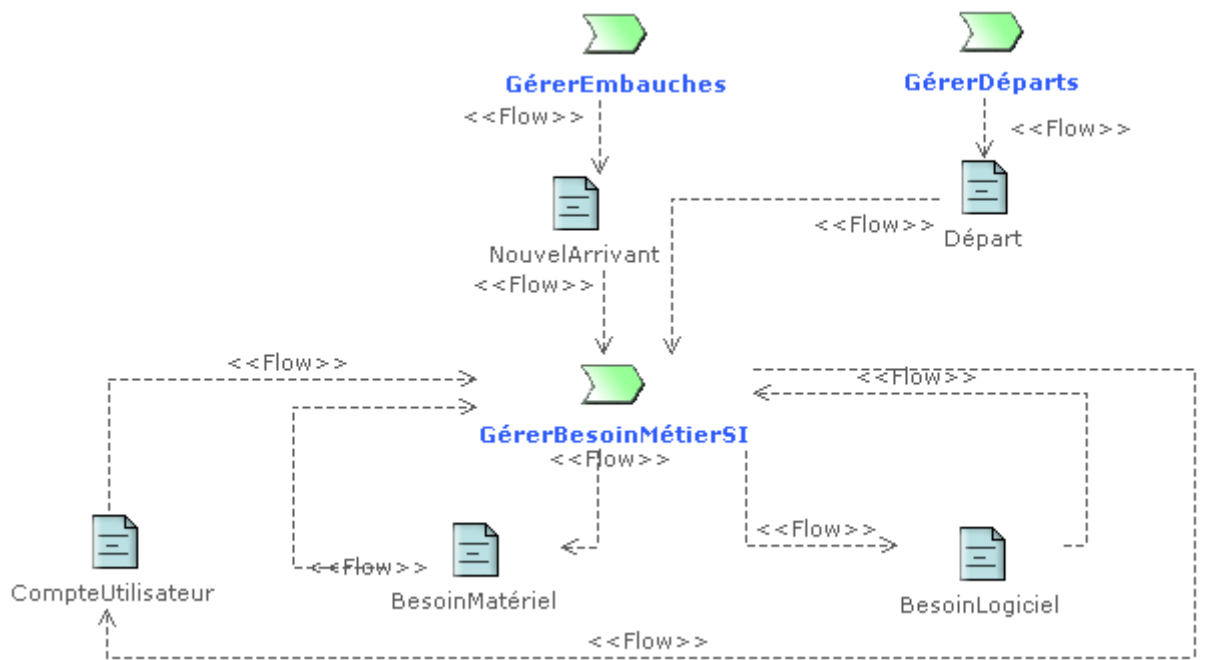 GérerEmbauches
GérerDéparts
<<Flow>>
<<Flow>>
<<Flow>>
Départ
NouvelArrivant
<<Flow>>
<<Flow>>
<<Flow>>
GérerBesoinMétierSI
<<Flow>>
<<Flow>>
<<Flow>>
CompteUtilisateur
BesoinMatériel
BesoinLogiciel
<<Flow>>